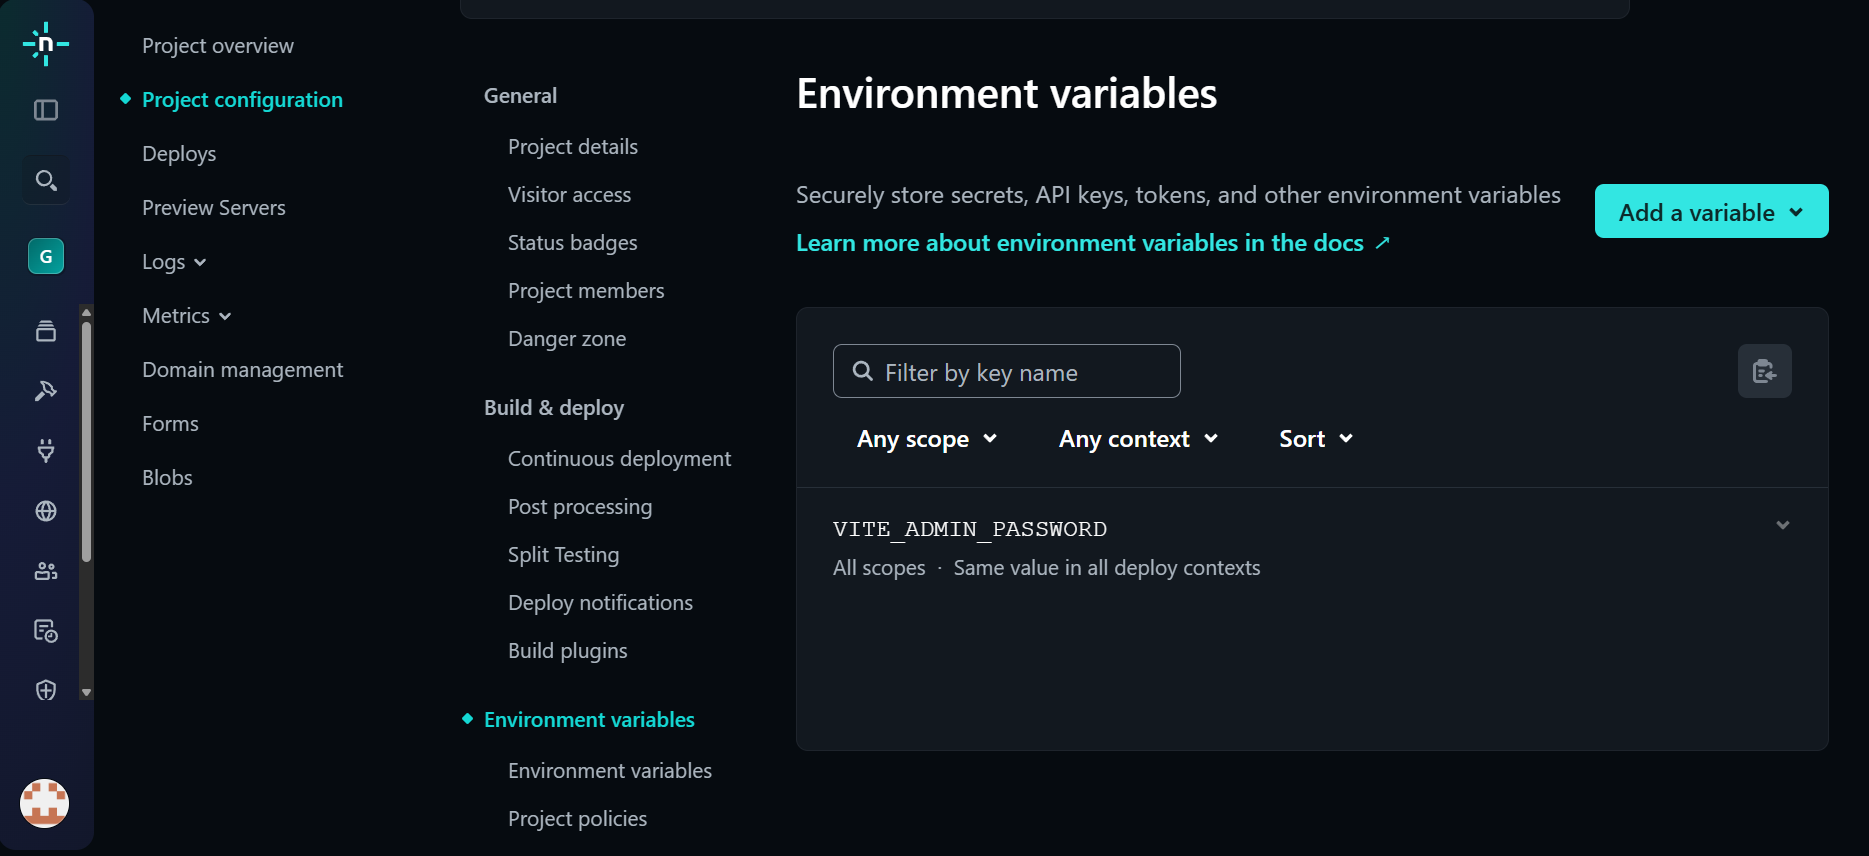 n
G
Project overview
Project configuration
Deploys
Preview Servers
Logs
Metrics
Domain management
Forms
Blobs
General
Project details
Visitor access
Status badges
Project members
Danger zone
Build & deploy
Continuous deployment
Post processing
Split Testing
Deploy notifications
Build plugins
Environment variables
Environment variables
Project policies
Environment variables
Securely store secrets, API keys, tokens, and other environment variables
Learn more about environment variables in the docs
Add a variable
Filter by key name
Any scope
Any context
Sort
VITE_ADMIN_PASSWORD
All scopes · Same value in all deploy contexts